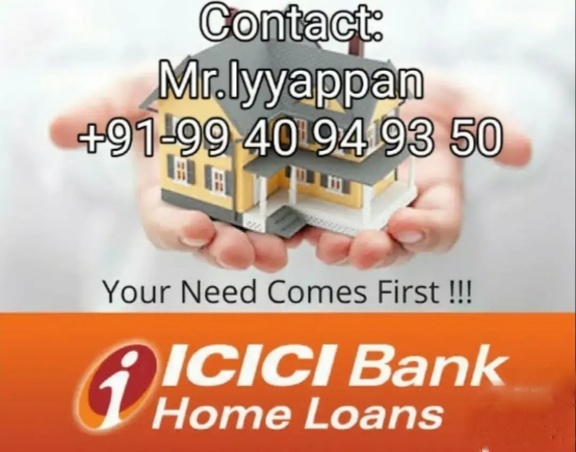 Contact:
Mr.Iyyappan
+91-99 40 94 93 50
Your Need Comes First !!!
i ICICI Bank
Home Loans